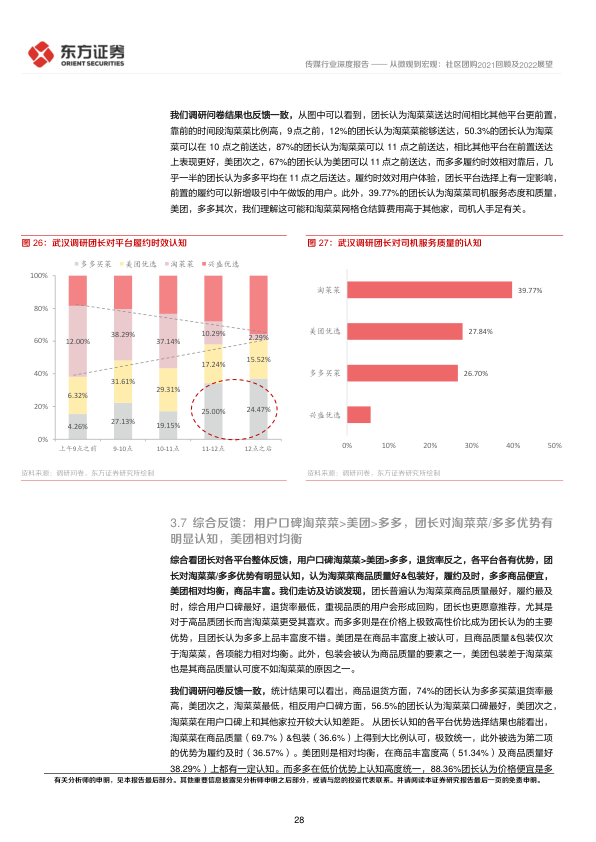 东方证券
ORIENT SECURITIES
传媒行业深度报告 —— 从微观到宏观：社区团购2021回顾及2022展望
我们调研问卷结果也反馈一致，从图中可以看到，团长认为淘菜菜送达时间相比其他平台更前置，
靠前的时间段淘菜菜比例高，9点之前，12%的团长认为淘菜菜能够送达，50.3%的团长认为淘菜
菜可以在 10 点之前送达，87%的团长认为淘菜菜可以 11 点之前送达，相比其他平台在前置送达
上表现更好，美团次之，67%的团长认为美团可以 11 点之前送达，而多多履约时效相对靠后，几
乎一半的团长认为多多平均在 11 点之后送达。履约时效对用户体验，团长平台选择上有一定影响，
前置的履约可以新增吸引中午做饭的用户。此外，39.77%的团长认为淘菜菜司机服务态度和质量，
美团，多多其次，我们理解这可能和淘菜菜网格仓结算费用高于其他家，司机人手足有关。
图 26：武汉调研团长对平台履约时效认知
多多买菜 美团优选 淘菜菜 兴盛优选
100%
80%
60%
40%
20%
0%
12.00% 38.29% 37.14% 10.29% 2.29%
6.32% 31.61% 29.31% 17.24% 15.52%
4.26% 27.13% 19.15% 25.00% 24.47%
上午9点之前 9-10点 10-11点 11-12点 12点之后
资料来源：调研问卷，东方证券研究所绘制
图 27：武汉调研团长对司机服务质量的认知
淘菜菜 39.77%
美团优选 27.84%
多多买菜 26.70%
兴盛优选
0% 10% 20% 30% 40% 50%
资料来源：调研问卷，东方证券研究所绘制
3.7 综合反馈：用户口碑淘菜菜>美团>多多，团长对淘菜菜/多多优势有
明显认知，美团相对均衡
综合看团长对各平台整体反馈，用户口碑淘菜菜>美团>多多，退货率反之，各平台各有优势，团
长对淘菜菜/多多优势有明显认知，认为淘菜菜商品质量好&包装好，履约及时，多多商品便宜，
美团相对均衡，商品丰富。我们走访及访谈发现，团长普遍认为淘菜菜商品质量最好，履约最及
时，综合用户口碑最好，退货率最低，重视品质的用户会形成回购，团长也更愿意推荐，尤其是
对于高品质团长而言淘菜菜更受其喜欢。而多多则是在价格上极致高性价比成为团长认为的主要
优势，且团长认为多多上品丰富度不错。美团是在商品丰富度上被认可，且商品质量&包装仅次
于淘菜菜，各项能力相对均衡。此外，包装会被认为商品质量的要素之一，美团包装差于淘菜菜
也是其商品质量认可度不如淘菜菜的原因之一。
我们调研问卷反馈一致，统计结果可以看出，商品退货方面，74%的团长认为多多买菜退货率最
高，美团次之，淘菜菜最低，相反用户口碑方面，56.5%的团长认为淘菜菜口碑最好，美团次之，
淘菜菜在用户口碑上和其他家拉开较大认知差距。 从团长认知的各平台优势选择结果也能看出，
淘菜菜在商品质量（69.7%）&包装（36.6%）上得到大比例认可，极致统一，此外被选为第二项
的优势为履约及时（36.57%）。美团则是相对均衡，在商品丰富度高（51.34%）及商品质量好
38.29%）上都有一定认知。而多多在低价优势上认知高度统一，88.36%团长认为价格便宜是多
有关分析师的申明，见本报告最后部分。其他重要信息披露见分析师申明之后部分，或请与您的投资代表联系。并请阅读本证券研究报告最后一页的免责申明。
28